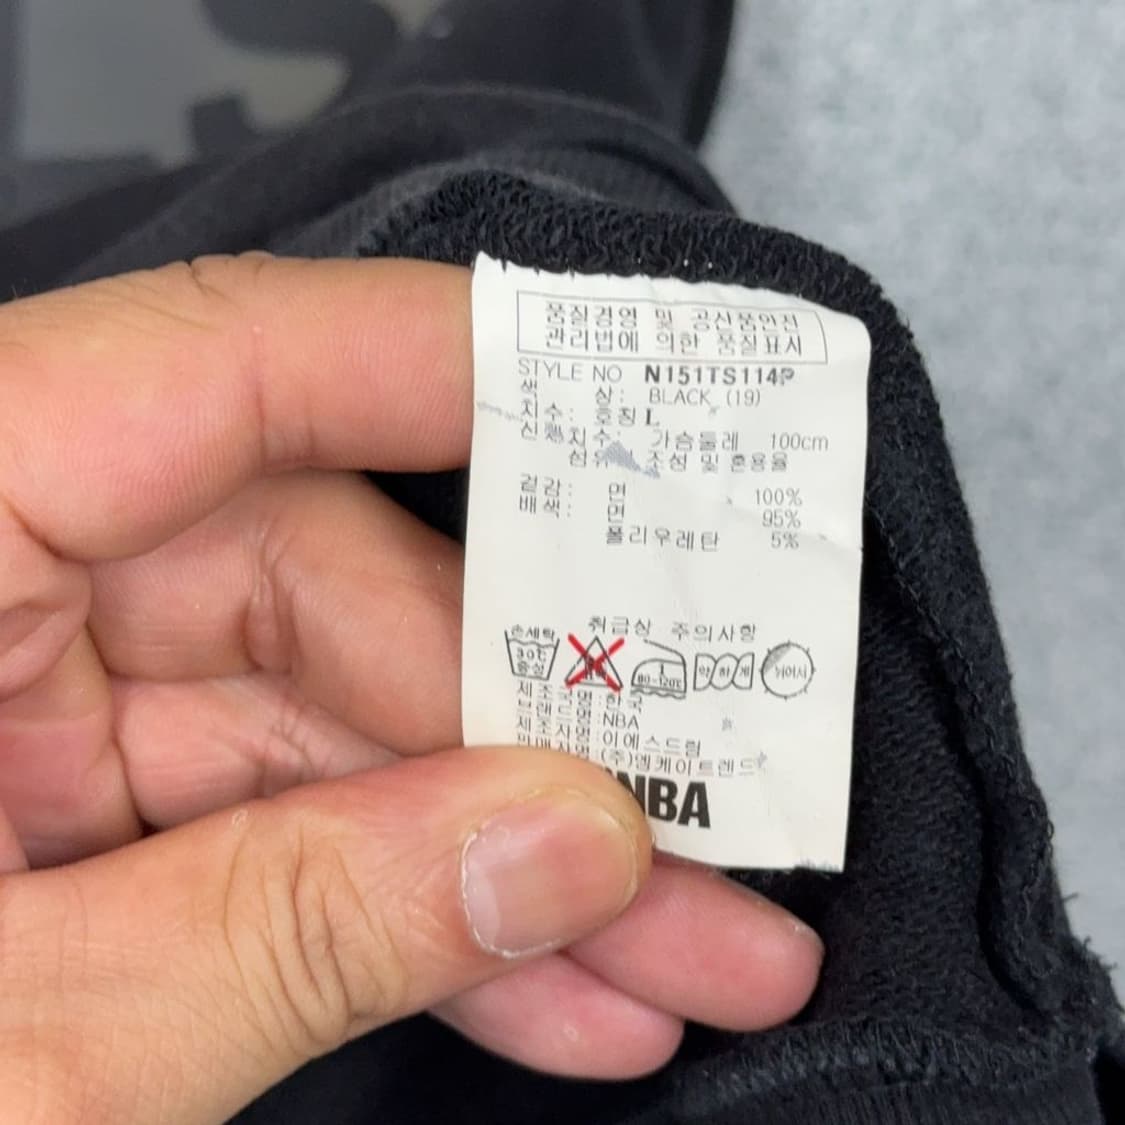 품질경영 및 공산품안전
관리법에 의한 품질표시
STYLE NO N151TS114P
색 상: BLACK (19)
치수: 호칭 L
신체치수: 가슴둘레 100cm
섬유 조성 및 혼용율
겉감: 면 100%
배색: 면 95%
폴리우레탄 5%
취급상 주의사항
손세탁 30℃ 중성 80~120℃ 약하게 뉘어서
제조국명:한국
브랜드명:NBA
제조자명:이에스드림
판매자명:(주)엠케이트렌드
NBA